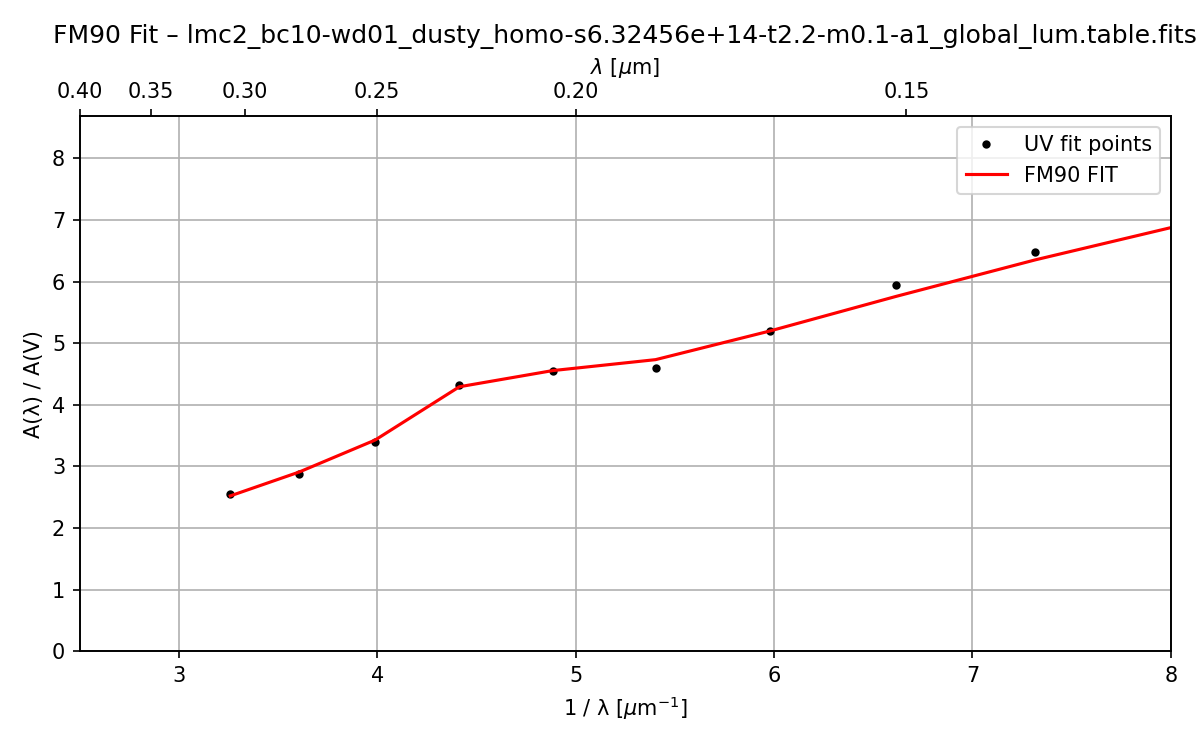 FM90 Fit – lmc2_bc10-wd01_dusty_homo-s6.32456e+14-t2.2-m0.1-a1_global_lum.table.fits
λ [μm]
0.40 0.35 0.30 0.25 0.20 0.15
UV fit points
FM90 FIT
A(λ) / A(V)
8
7
6
5
4
3
2
1
0
3 4 5 6 7 8
1 / λ [μm⁻¹]